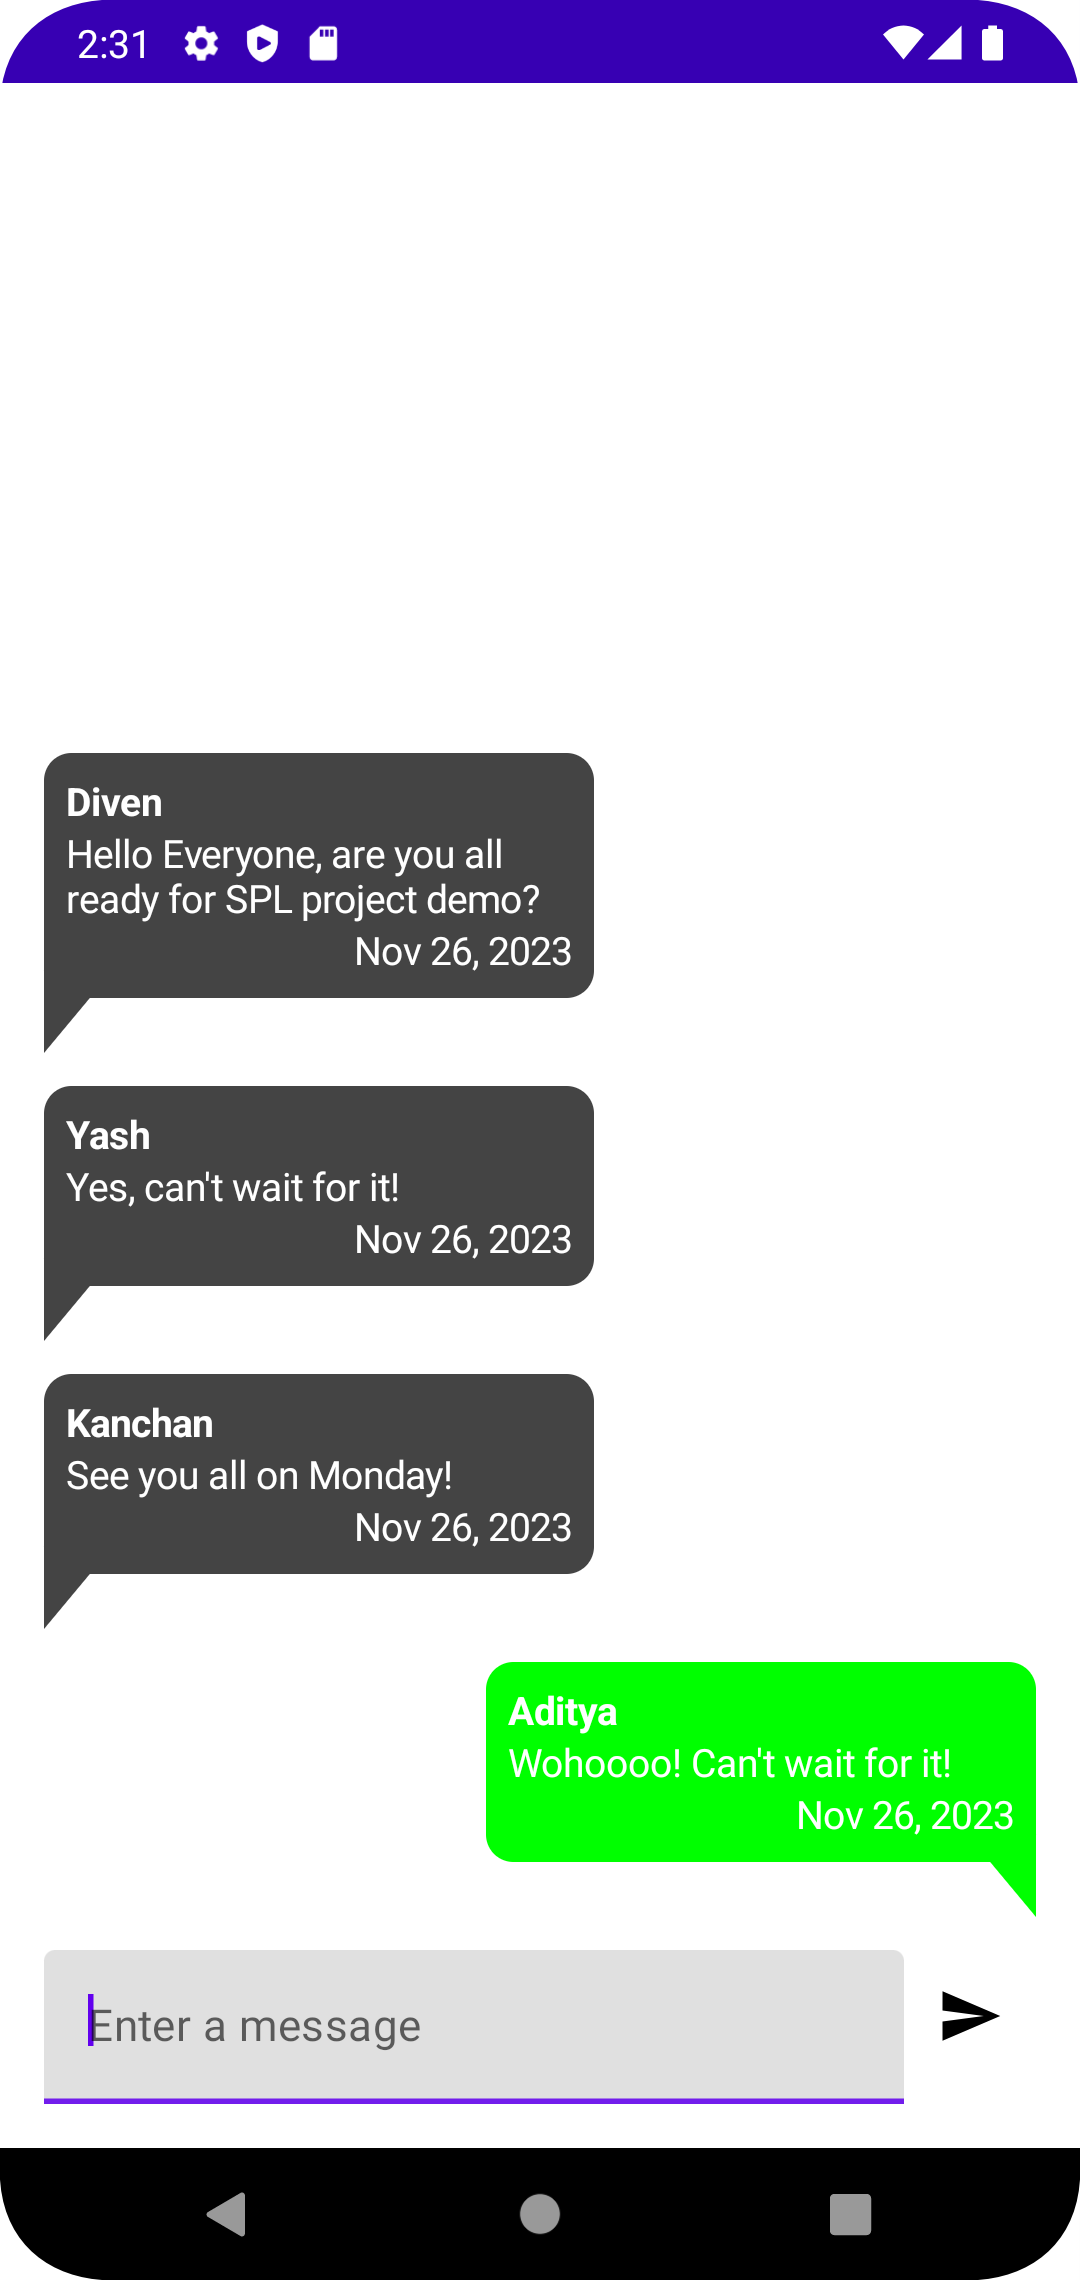 2:31
Diven
Hello Everyone, are you all
ready for SPL project demo?
Nov 26, 2023
Yash
Yes, can't wait for it!
Nov 26, 2023
Kanchan
See you all on Monday!
Nov 26, 2023
Aditya
Wohoooo! Can't wait for it!
Nov 26, 2023
Enter a message